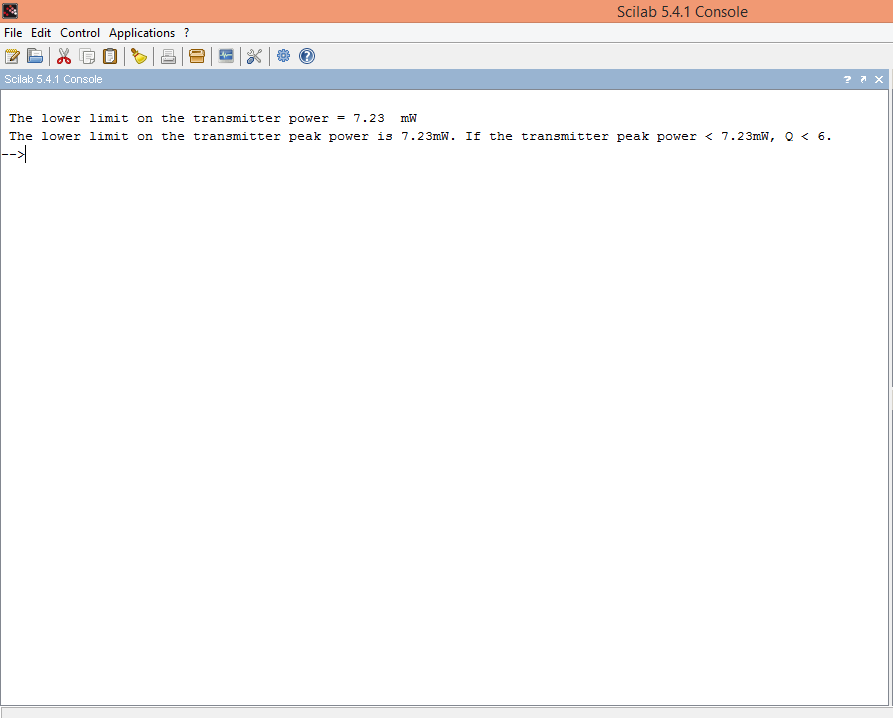 Scilab 5.4.1 Console
File Edit Control Applications ?
Scilab 5.4.1 Console
The lower limit on the transmitter power = 7.23 mW
The lower limit on the transmitter peak power is 7.23mW. If the transmitter peak power < 7.23mW, Q < 6.
-->